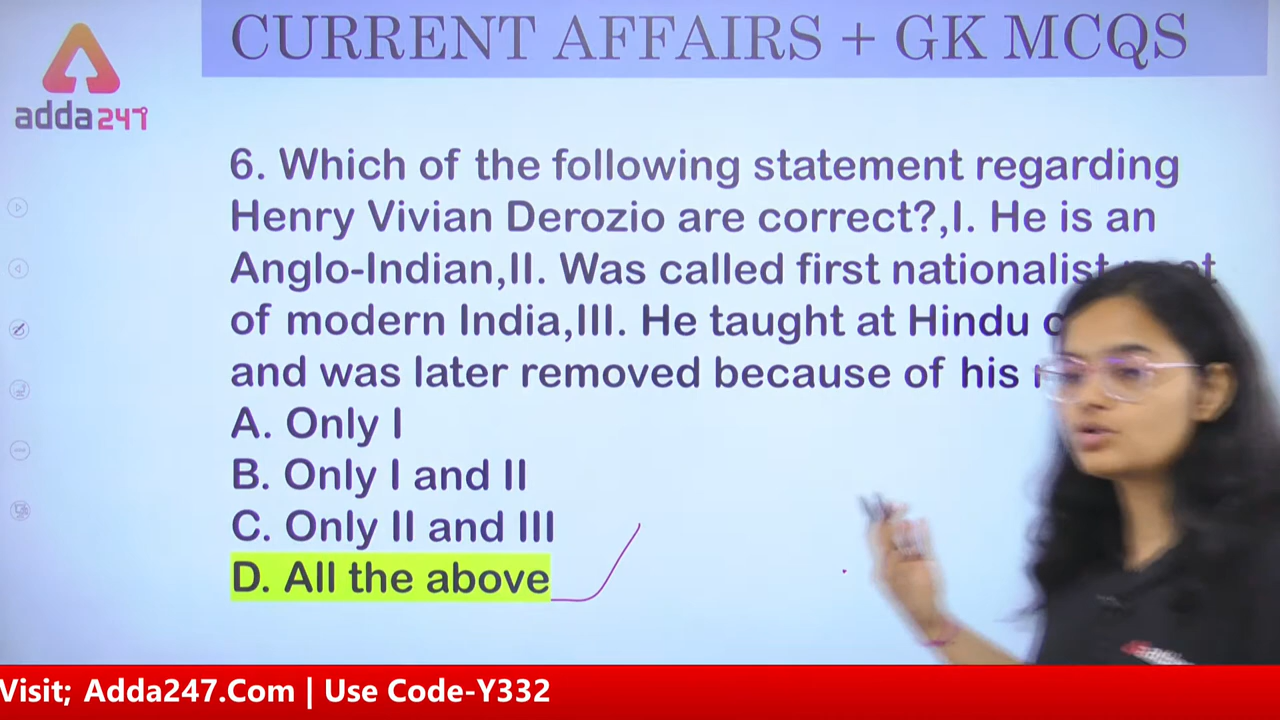 CURRENT AFFAIRS + GK MCQS
adda247
6. Which of the following statement regarding
Henry Vivian Derozio are correct?,I. He is an
Anglo-Indian,II. Was called first nationalist
of modern India,III. He taught at Hindu
and was later removed because of his
A. Only I
B. Only I and II
C. Only II and III
D. All the above
Visit; Adda247.Com | Use Code-Y332